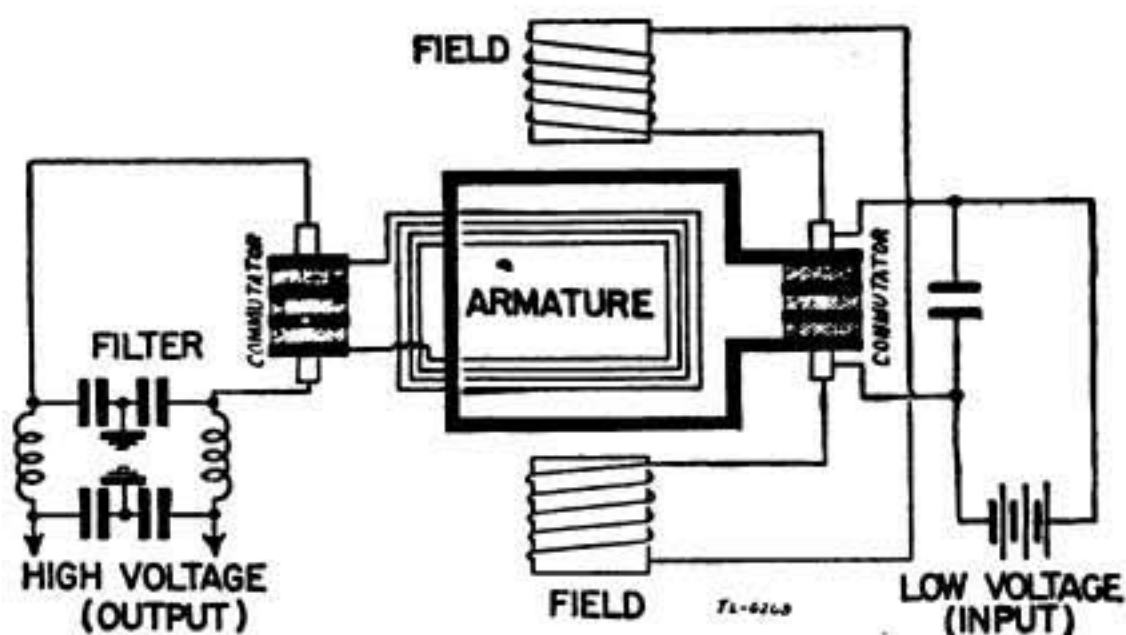 FIELD
COMMUTATOR
ARMATURE
COMMUTATOR
FILTER
HIGH VOLTAGE
(OUTPUT)
FIELD
LOW VOLTAGE
(INPUT)